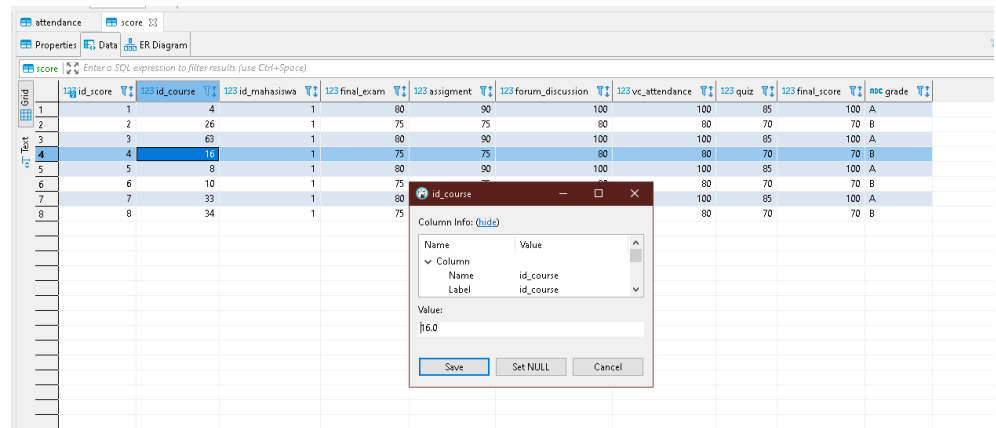 attendance score
Properties Data ER Diagram
score Enter a SQL expression to filter results (use Ctrl+Space)
Grid
Text
123 id_score 123 id_course 123 id_mahasiswa 123 final_exam 123 assigment 123 forum_discussion 123 vc_attendance 123 quiz 123 final_score ABC grade
1 1 4 1 80 90 100 100 85 100 A
2 2 26 1 75 75 80 80 70 70 B
3 3 63 1 80 90 100 100 85 100 A
4 4 16 1 75 75 80 80 70 70 B
5 5 8 1 80 90 100 100 85 100 A
6 6 10 1 75 80 70 70 B
7 7 33 1 80 100 85 100 A
8 8 34 1 75 80 70 70 B
id_course
Column Info: (hide)
Name Value
Column
Name id_course
Label id_course
Value:
16.0
Save Set NULL Cancel